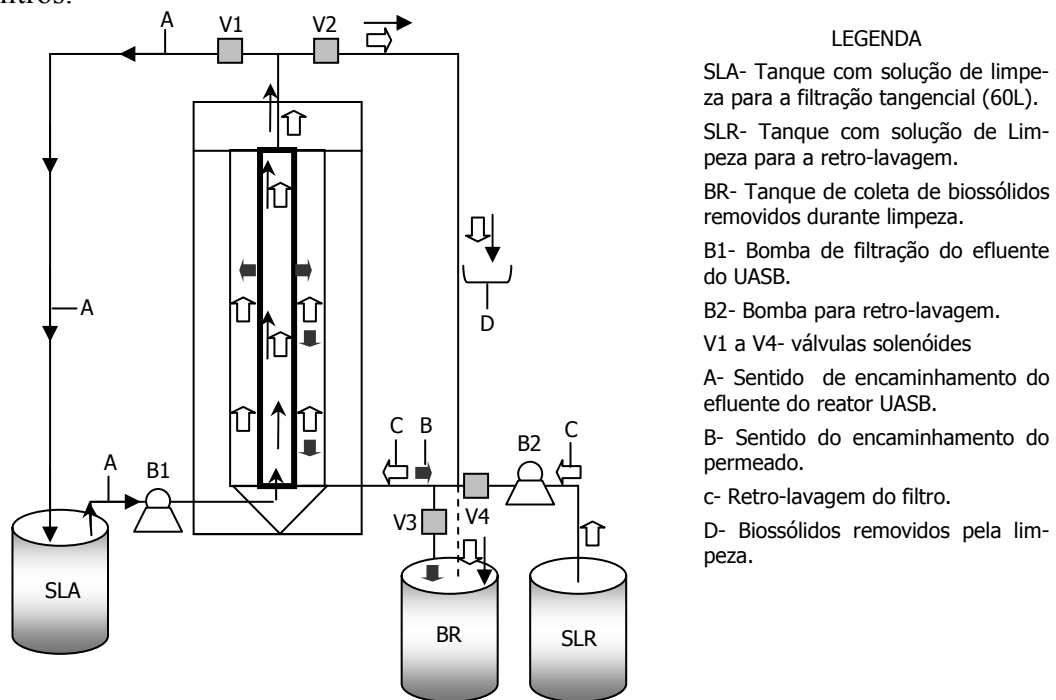 A
V1
V2
A
D
C
B
B2
C
A
B1
V3
V4
SLA
BR
SLR
LEGENDA
SLA- Tanque com solução de limpe-
za para a filtração tangencial (60L).
SLR- Tanque com solução de Lim-
peza para a retro-lavagem.
BR- Tanque de coleta de biossólidos
removidos durante limpeza.
B1- Bomba de filtração do efluente
do UASB.
B2- Bomba para retro-lavagem.
V1 a V4- válvulas solenóides
A- Sentido de encaminhamento do
efluente do reator UASB.
B- Sentido do encaminhamento do
permeado.
c- Retro-lavagem do filtro.
D- Biossólidos removidos pela lim-
peza.